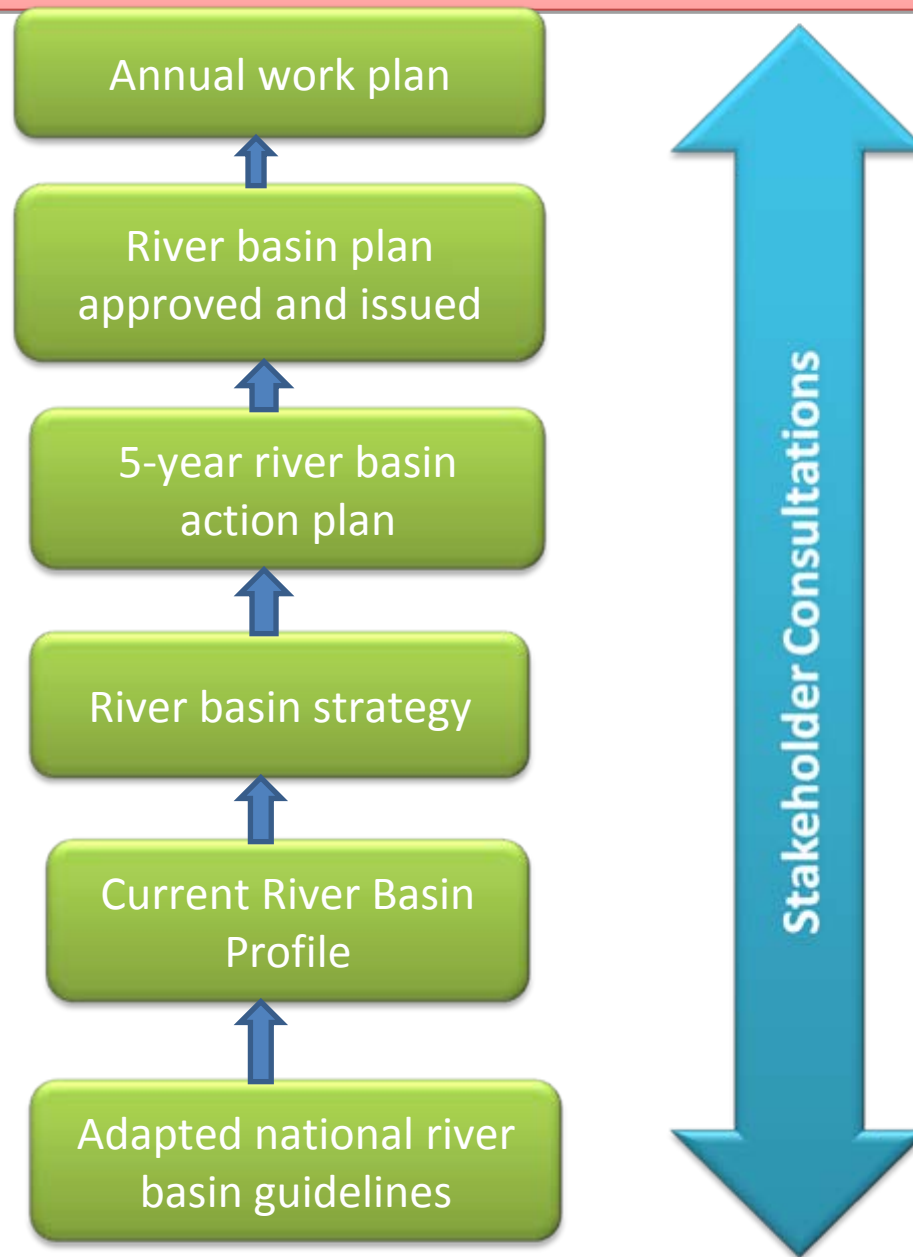 Annual work plan
River basin plan
approved and issued
5-year river basin
action plan
River basin strategy
Current River Basin
Profile
Adapted national river
basin guidelines
Stakeholder Consultations